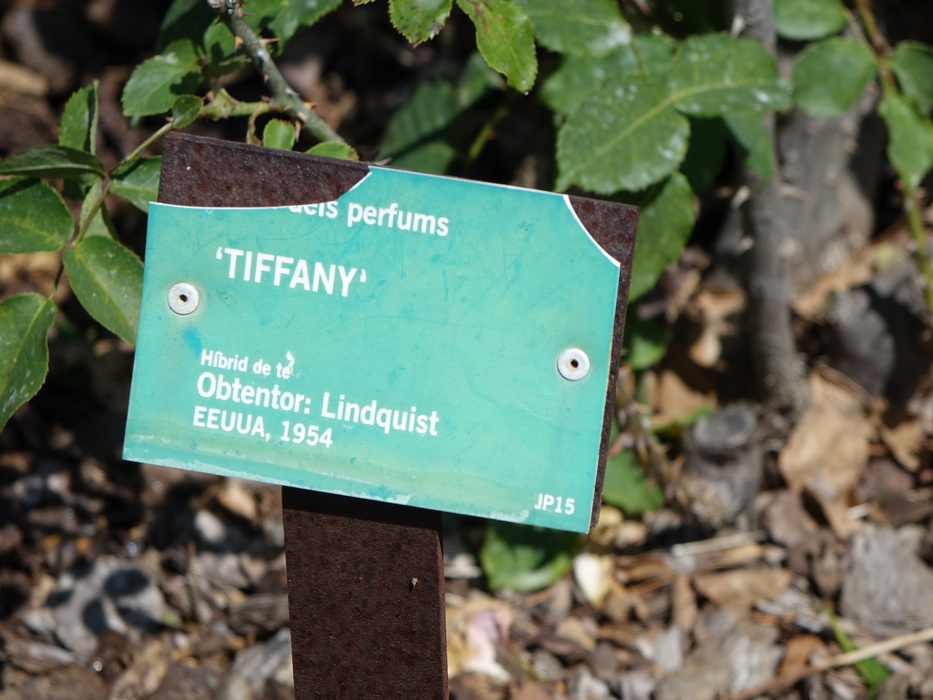 dels perfums
‘TIFFANY’
Híbrid de te
Obtentor: Lindquist
EEUUA, 1954
JP15